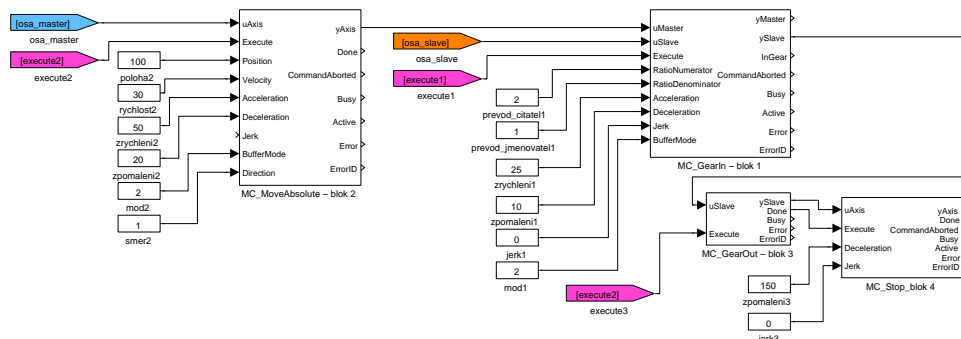 [osa_master]
osa_master
[execute2]
execute2
100
poloha2
30
rychlost2
50
zrychleni2
20
zpomaleni2
2
mod2
1
smer2
uAxis
Execute
Position
Velocity
Acceleration
Deceleration
Jerk
BufferMode
Direction
yAxis
Done
CommandAborted
Busy
Active
Error
ErrorID
MC_MoveAbsolute – blok 2
[osa_slave]
osa_slave
[execute1]
execute1
2
prevod_citatel1
1
prevod_jmenovatel1
25
zrychleni1
10
zpomaleni1
0
jerk1
2
mod1
uMaster
uSlave
Execute
RatioNumerator
RatioDenominator
Acceleration
Deceleration
Jerk
BufferMode
yMaster
ySlave
InGear
CommandAborted
Busy
Active
Error
ErrorID
MC_GearIn – blok 1
[execute2]
execute3
uSlave
Execute
ySlave
Done
Busy
Error
ErrorID
MC_GearOut – blok 3
150
zpomaleni3
0
jerk3
uAxis
Execute
Deceleration
Jerk
yAxis
Done
CommandAborted
Busy
Active
Error
ErrorID
MC_Stop_blok 4